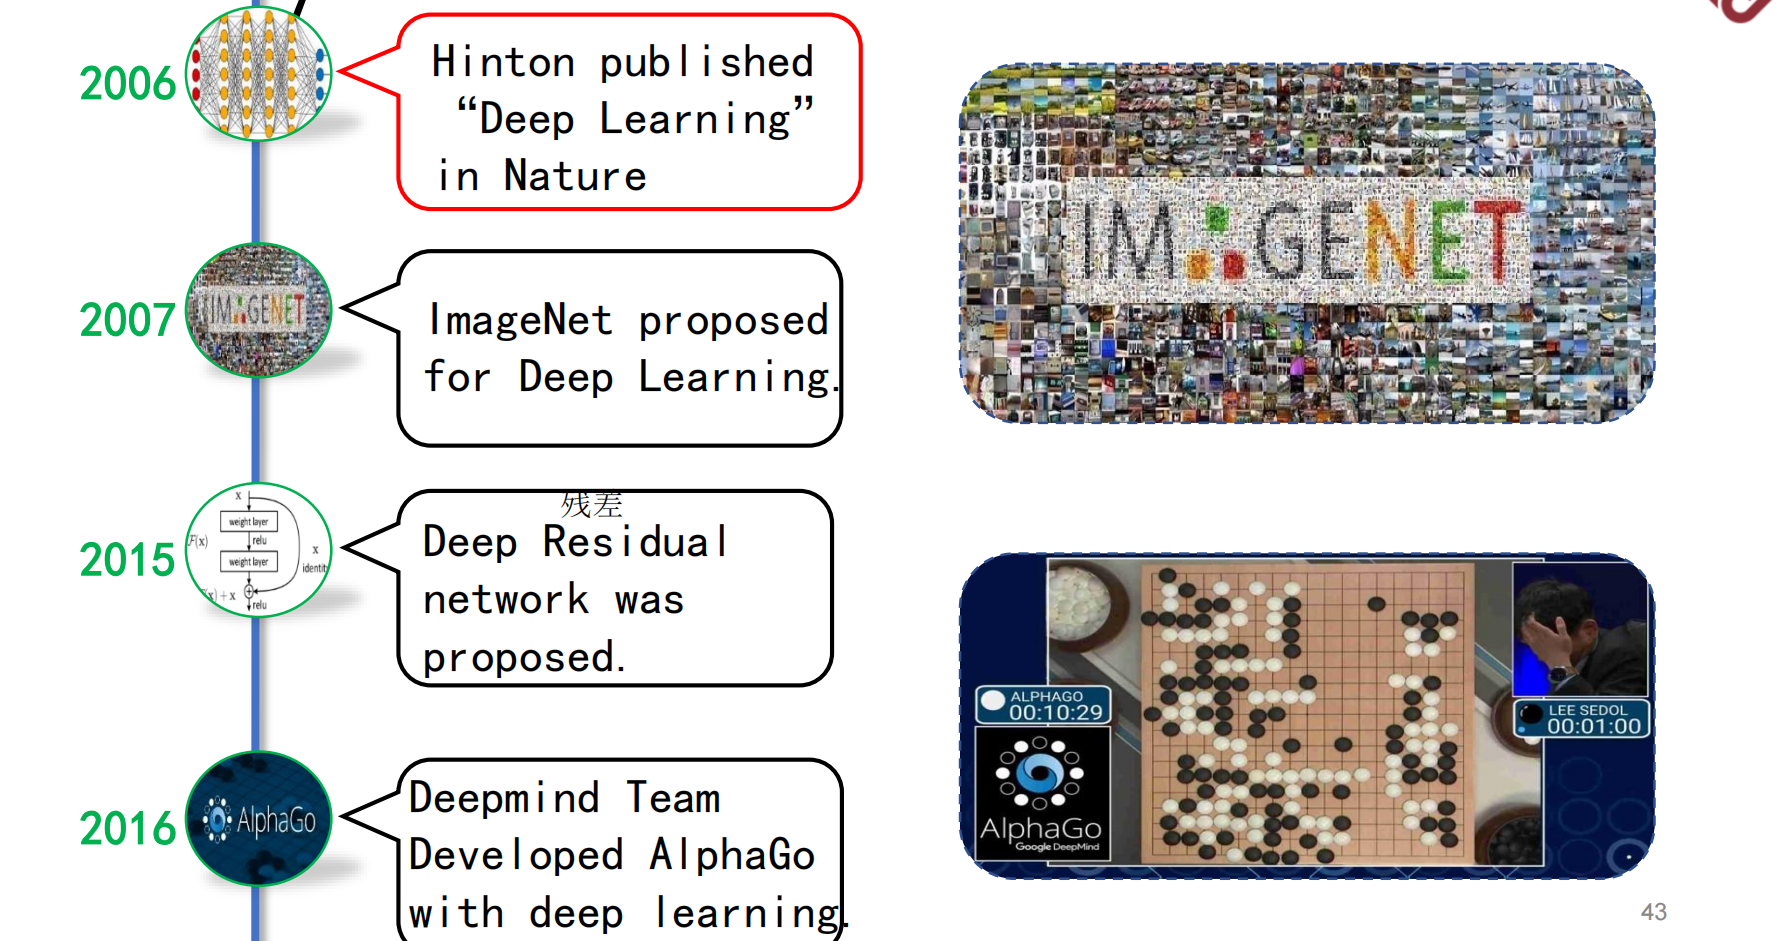 2006
Hinton published
“Deep Learning”
in Nature
2007
IMAGENET
ImageNet proposed
for Deep Learning.
IMAGENET
2015
x
weight layer
F(x)
relu
x
weight layer
identity
(x) + x
relu
残差
Deep Residual
network was
proposed.
2016
AlphaGo
Deepmind Team
Developed AlphaGo
with deep learning.
ALPHAGO
00:10:29
LEE SEDOL
00:01:00
AlphaGo
Google DeepMind
43